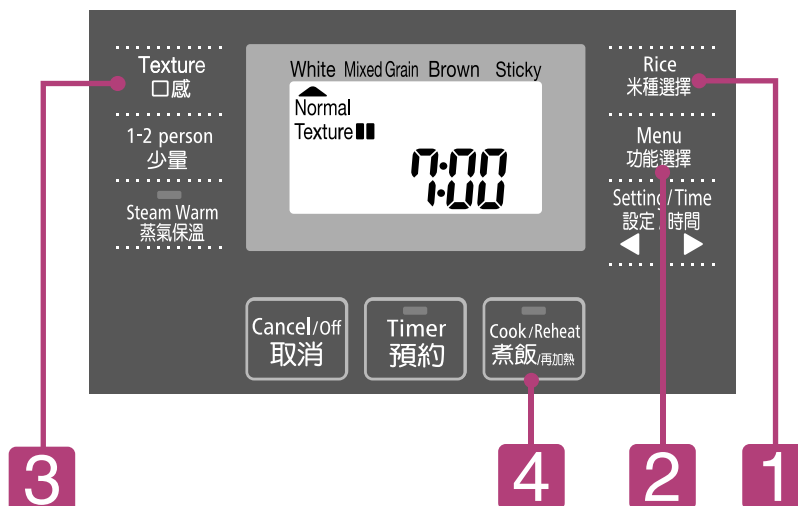 Texture
口感
1-2 person
少量
Steam Warm
蒸氣保溫
White Mixed Grain Brown Sticky
Normal
Texture
7:00
Rice
米種選擇
Menu
功能選擇
Setting/Time
設定/時間
Cancel/Off
取消
Timer
預約
Cook/Reheat
煮飯/再加熱
3
4
2
1